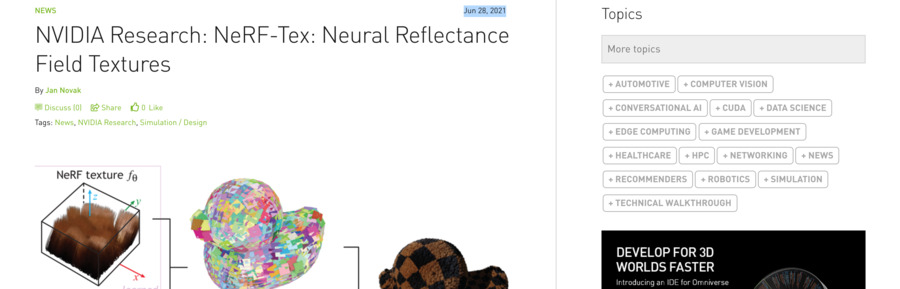 NEWS
Jun 28, 2021
NVIDIA Research: NeRF-Tex: Neural Reflectance
Field Textures
By Jan Novak
Discuss (0) Share 0 Like
Tags: News, NVIDIA Research, Simulation / Design
NeRF texture fθ
z
y
x
learned
Topics
More topics
+ AUTOMOTIVE + COMPUTER VISION
+ CONVERSATIONAL AI + CUDA + DATA SCIENCE
+ EDGE COMPUTING + GAME DEVELOPMENT
+ HEALTHCARE + HPC + NETWORKING + NEWS
+ RECOMMENDERS + ROBOTICS + SIMULATION
+ TECHNICAL WALKTHROUGH
DEVELOP FOR 3D
WORLDS FASTER
Introducing an IDE for Omniverse